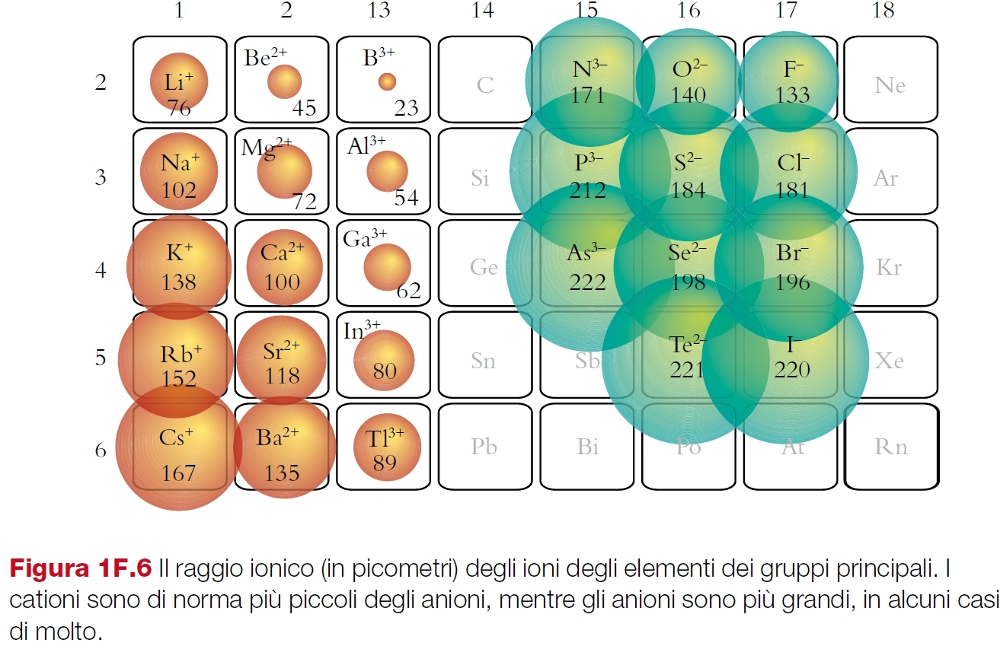 1 2 13 14 15 16 17 18
2 Li⁺ 76 Be²⁺ 45 B³⁺ 23 C N³⁻ 171 O²⁻ 140 F⁻ 133 Ne
3 Na⁺ 102 Mg²⁺ 72 Al³⁺ 54 Si P³⁻ 212 S²⁻ 184 Cl⁻ 181 Ar
4 K⁺ 138 Ca²⁺ 100 Ga³⁺ 62 Ge As³⁻ 222 Se²⁻ 198 Br⁻ 196 Kr
5 Rb⁺ 152 Sr²⁺ 118 In³⁺ 80 Sn Sb Te²⁻ 221 I⁻ 220 Xe
6 Cs⁺ 167 Ba²⁺ 135 Tl³⁺ 89 Pb Bi Po At Rn
Figura 1F.6 Il raggio ionico (in picometri) degli ioni degli elementi dei gruppi principali. I
cationi sono di norma più piccoli degli anioni, mentre gli anioni sono più grandi, in alcuni casi
di molto.